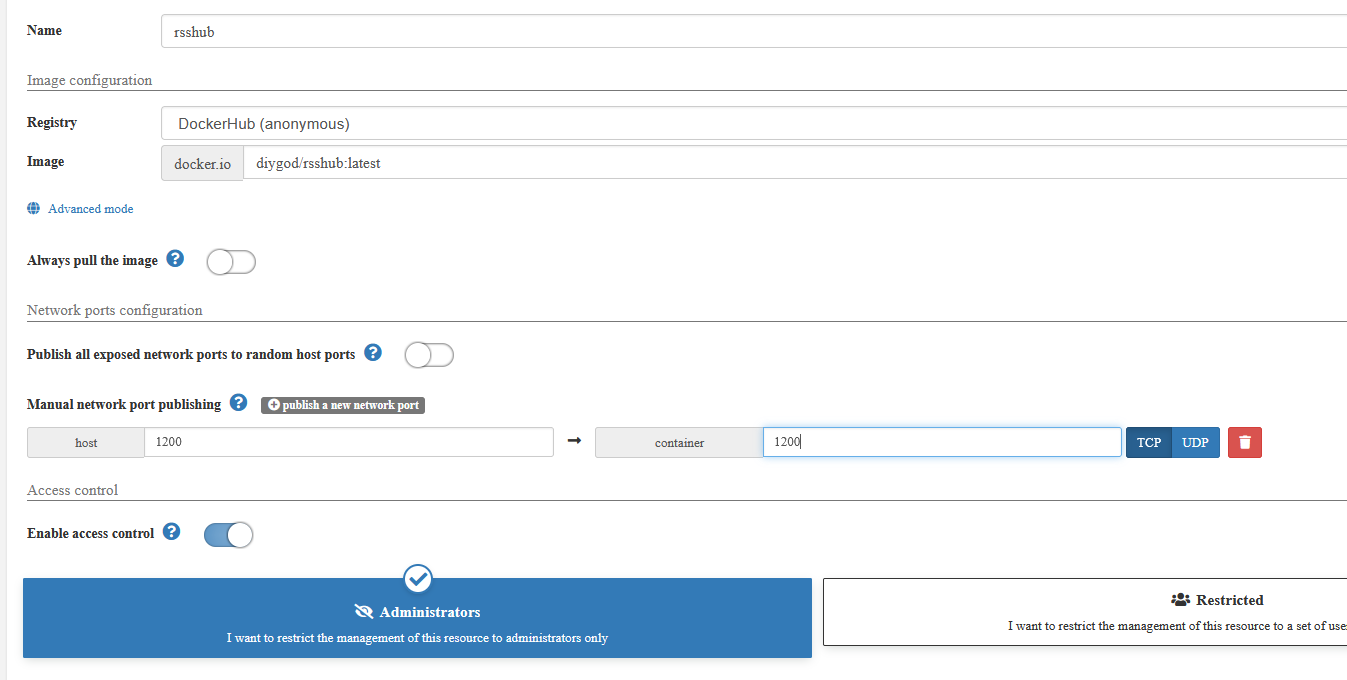 Name rsshub
Image configuration
Registry DockerHub (anonymous)
Image docker.io diygod/rsshub:latest
Advanced mode
Always pull the image ?
Network ports configuration
Publish all exposed network ports to random host ports ?
Manual network port publishing ? publish a new network port
host 1200 → container 1200 TCP UDP
Access control
Enable access control ?
Administrators
I want to restrict the management of this resource to administrators only
Restricted
I want to restrict the management of this resource to a set of use